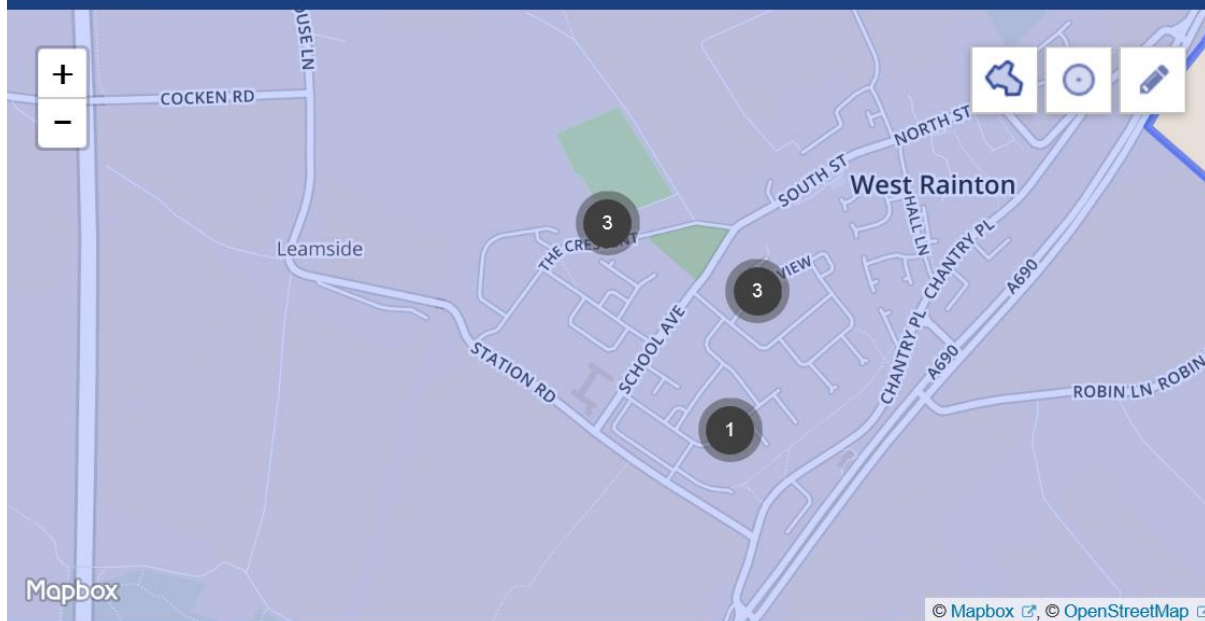 +
−
COCKEN RD
OUSE LN
NORTH ST
SOUTH ST
West Rainton
HALL LN
Leamside
3
THE CRESCENT
3
VIEW
CHANTRY PL
CHANTRY PL
A690
A690
SCHOOL AVE
STATION RD
ROBIN LN ROBIN
1
Mapbox
© Mapbox, © OpenStreetMap